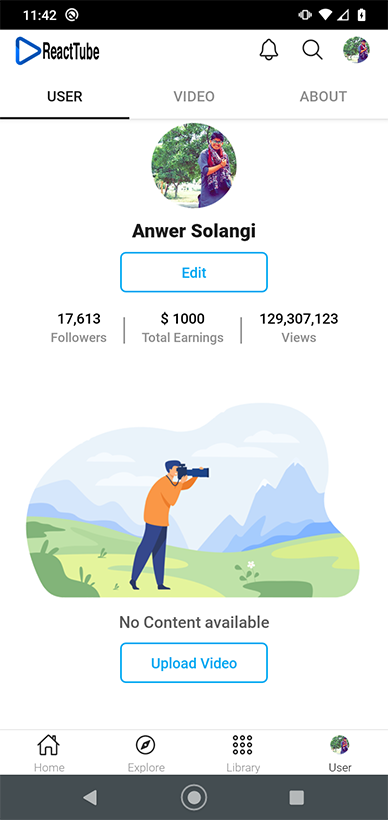 11:42
ReactTube
USER VIDEO ABOUT
Anwer Solangi
Edit
17,613 $ 1000 129,307,123
Followers Total Earnings Views
No Content available
Upload Video
Home Explore Library User